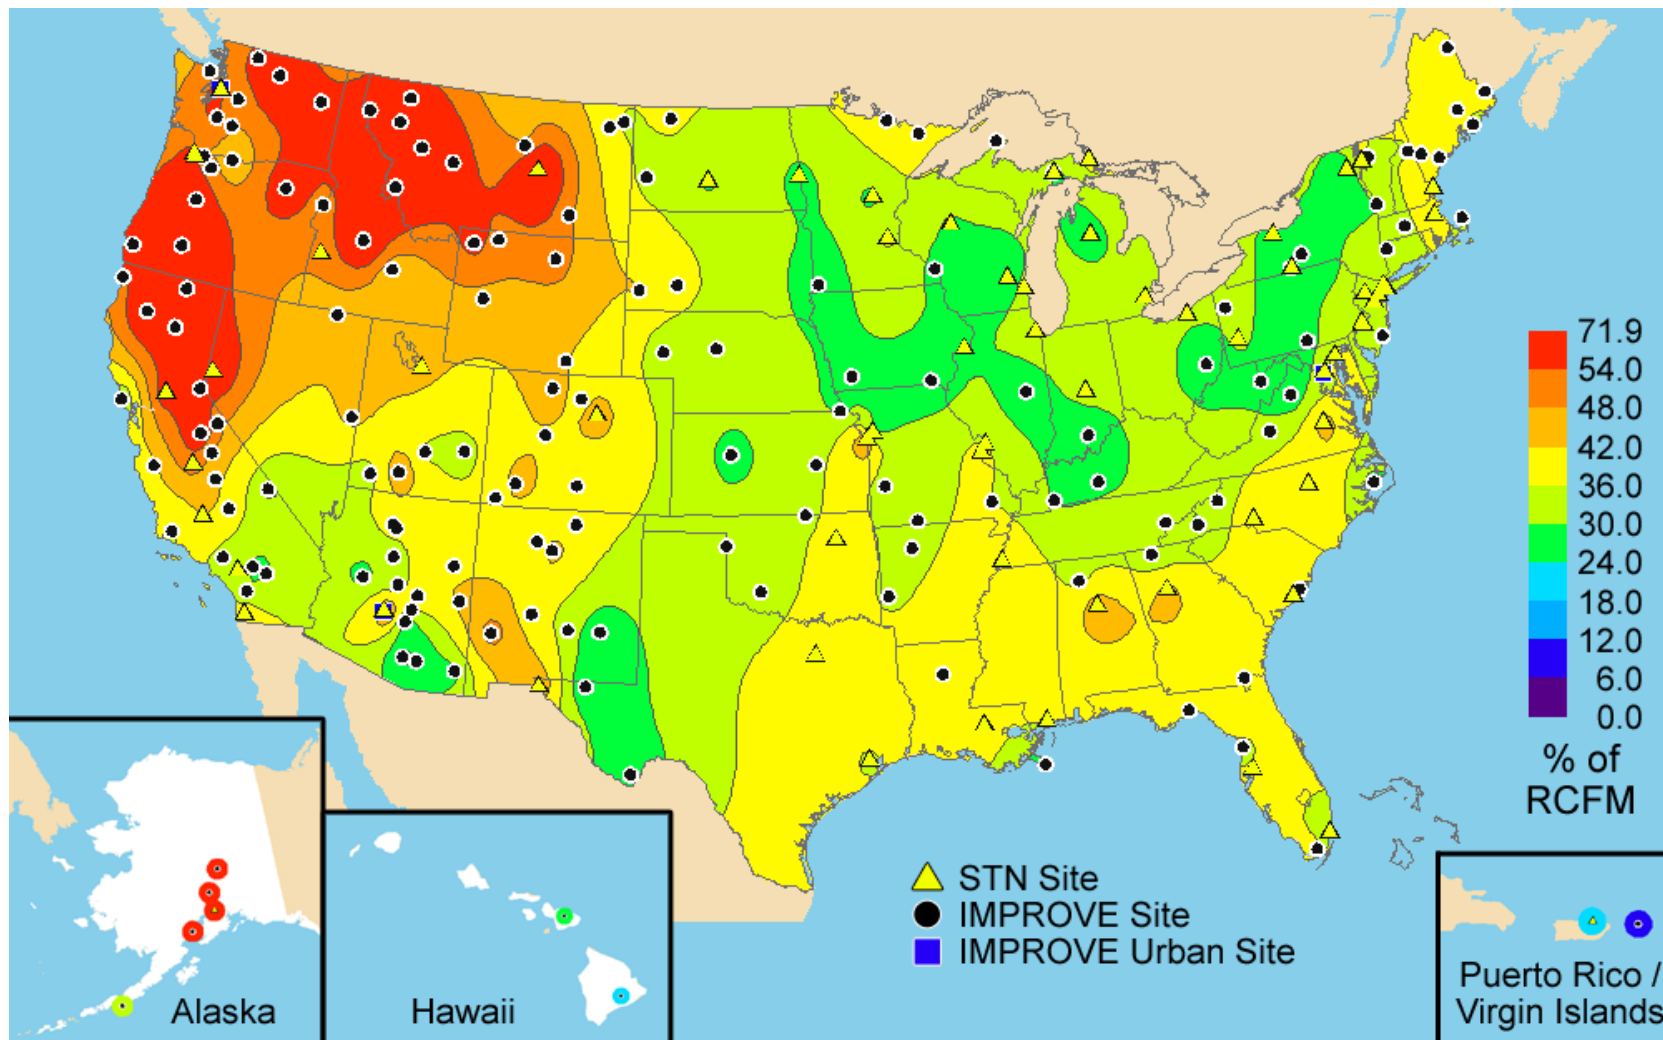 71.9
54.0
48.0
42.0
36.0
30.0
24.0
18.0
12.0
6.0
0.0
% of
RCFM
STN Site
IMPROVE Site
IMPROVE Urban Site
Alaska
Hawaii
Puerto Rico /
Virgin Islands